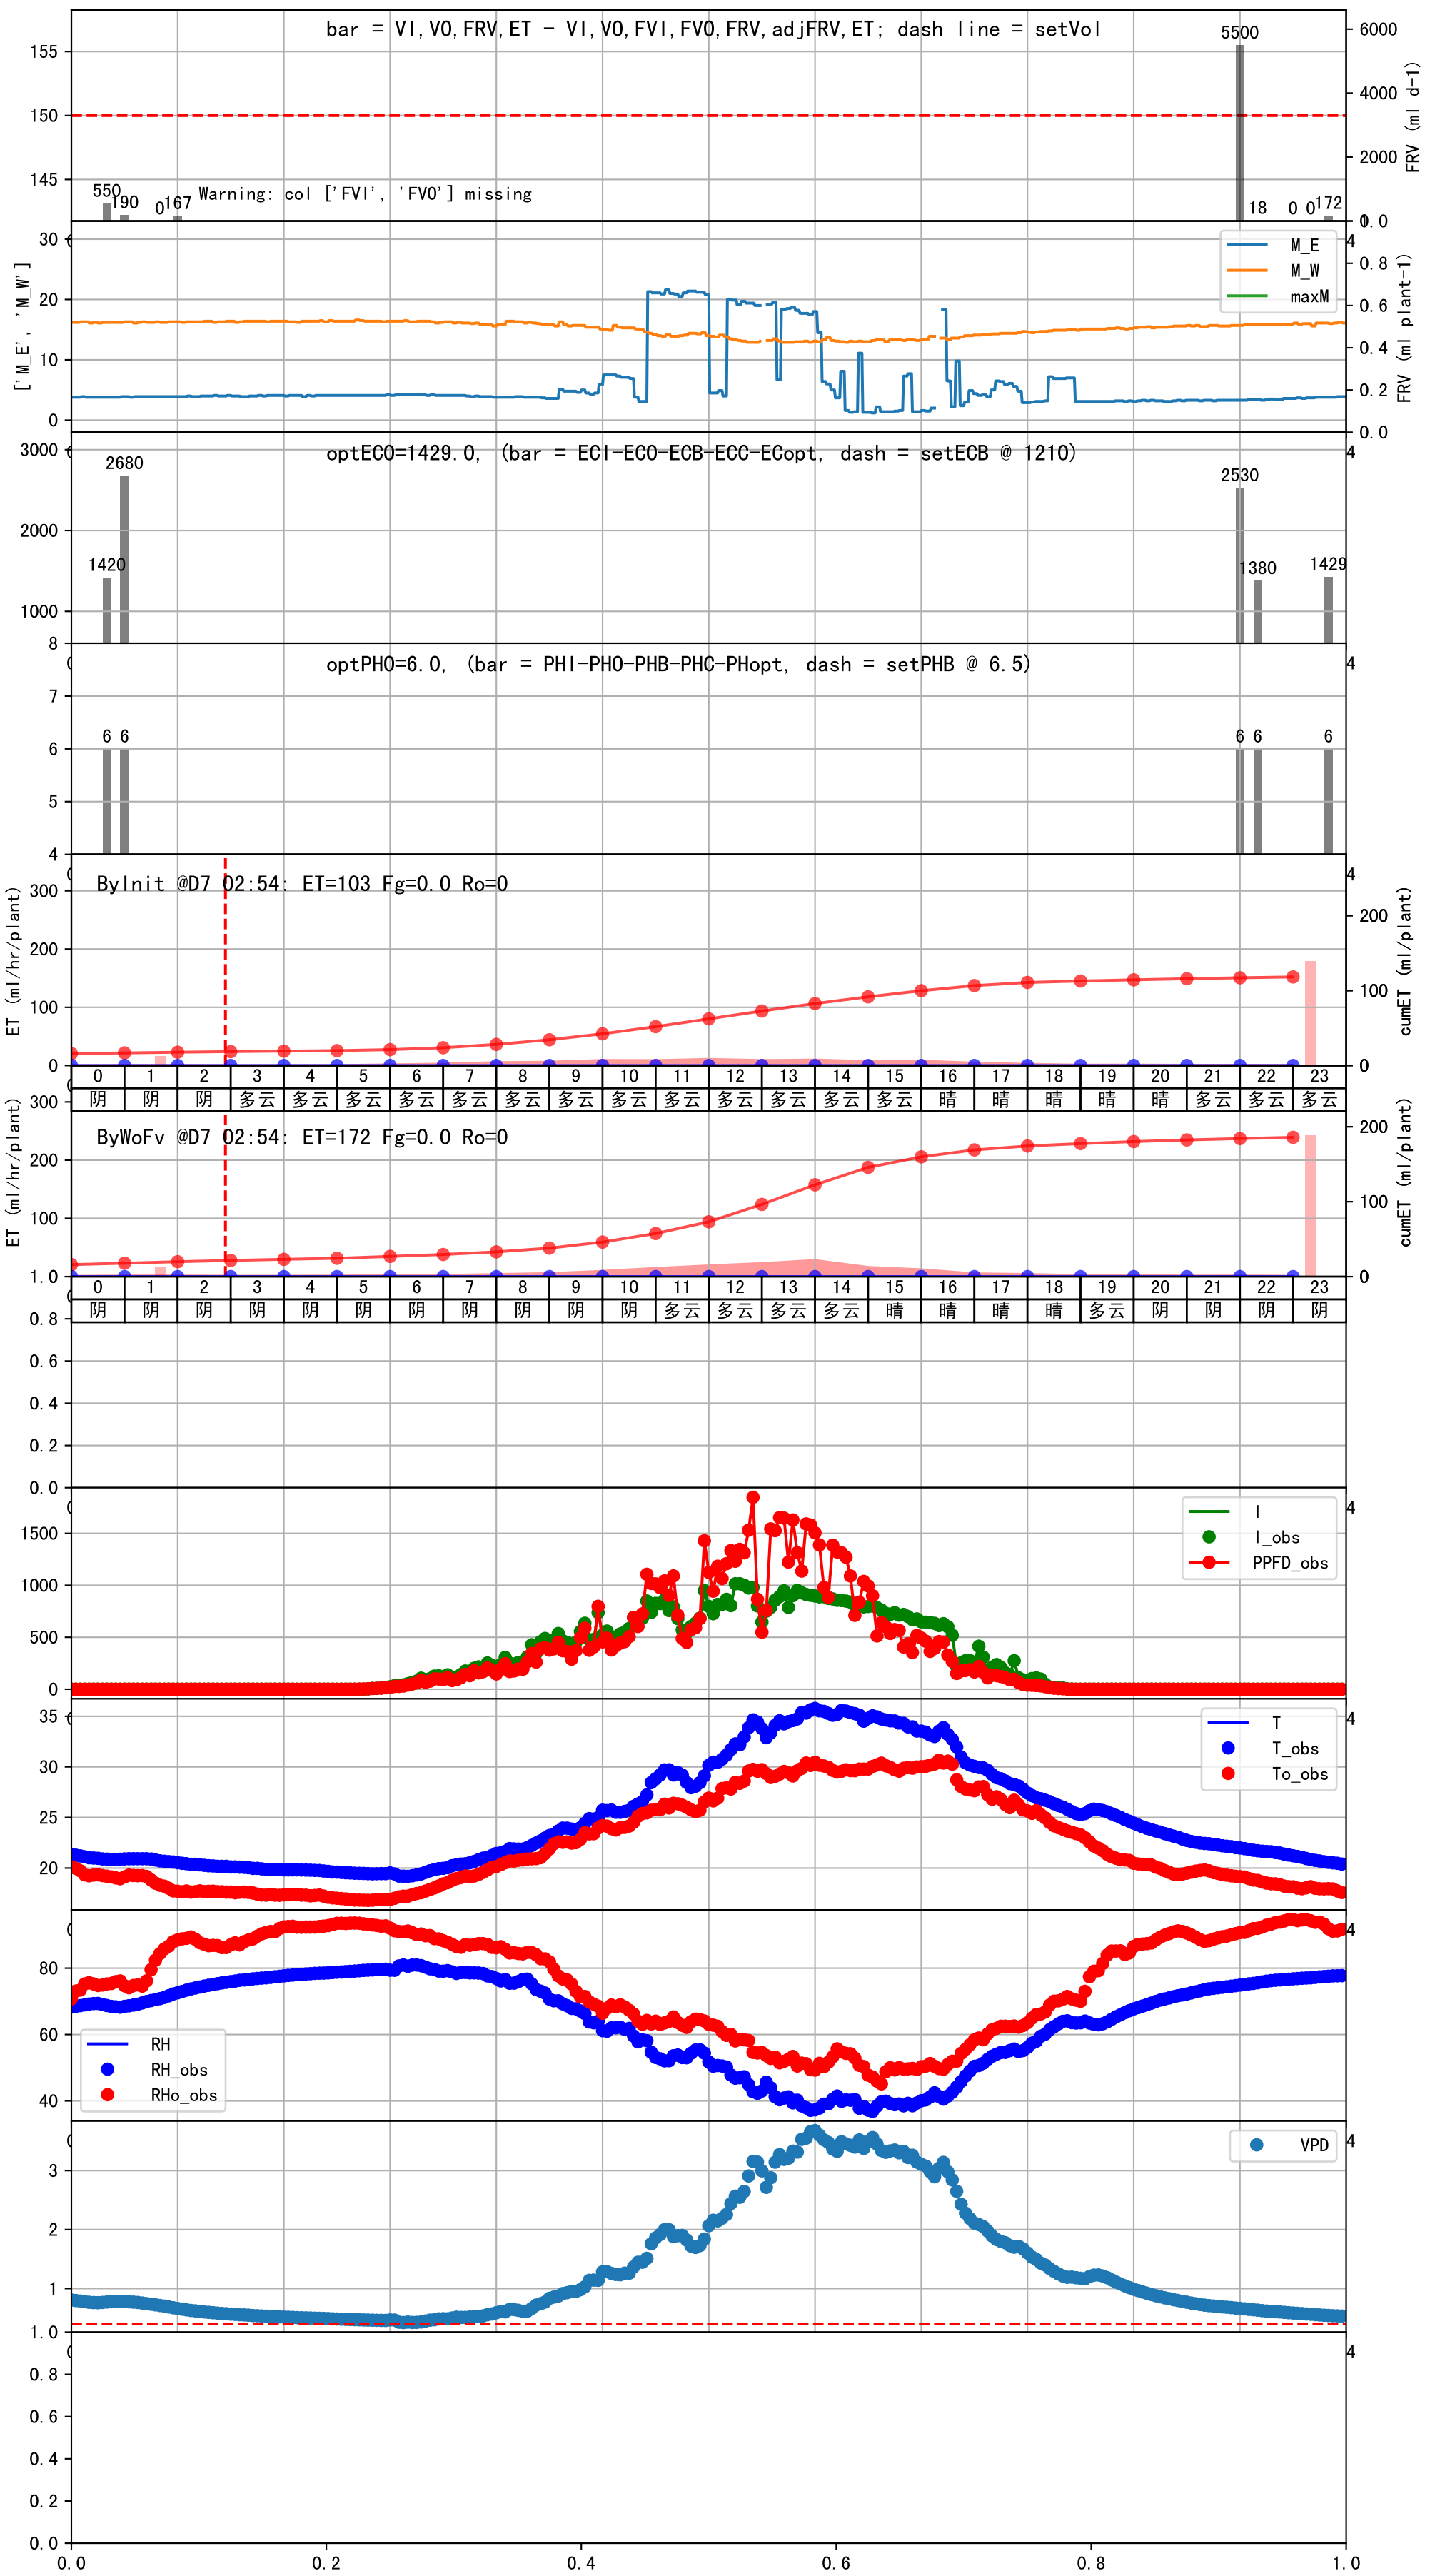 bar = VI,VO,FRV,ET - VI,VO,FVI,FVO,FRV,adjFRV,ET; dash line = setVol
155
150
145
6000
4000
2000
FRV (ml d-1)
5500
550
190
0
167
Warning: col ['FVI', 'FVO'] missing
18
0
0
172
['M_E', 'M_W']
30
20
10
0
M_E
M_W
maxM
0.8
0.6
0.4
0.2
0.0
FRV (ml plant-1)
optECO=1429.0, (bar = ECI-ECO-ECB-ECC-ECopt, dash = setECB @ 1210)
3000
2000
1000
1420
2680
2530
1380
1429
4
optPHO=6.0, (bar = PHI-PHO-PHB-PHC-PHopt, dash = setPHB @ 6.5)
8
7
6
5
4
6 6
6 6
6
4
ByInit @D7 02:54: ET=103 Fg=0.0 Ro=0
ET (ml/hr/plant)
300
200
100
0
200
100
0
cumET (ml/plant)
0 1 2 3 4 5 6 7 8 9 10 11 12 13 14 15 16 17 18 19 20 21 22 23
阴 阴 阴 多云 多云 多云 多云 多云 多云 多云 多云 多云 多云 多云 多云 多云 晴 晴 晴 晴 晴 多云 多云 多云
ByWoFv @D7 02:54: ET=172 Fg=0.0 Ro=0
ET (ml/hr/plant)
300
200
100
200
100
0
cumET (ml/plant)
0 1 2 3 4 5 6 7 8 9 10 11 12 13 14 15 16 17 18 19 20 21 22 23
阴 阴 阴 阴 阴 阴 阴 阴 阴 阴 阴 多云 多云 多云 多云 晴 晴 晴 晴 多云 阴 阴 阴 阴
1.0
0.8
0.6
0.4
0.2
0.0
1500
1000
500
0
I
I_obs
PPFD_obs
4
35
30
25
20
T
T_obs
To_obs
4
80
60
40
RH
RH_obs
RHo_obs
4
3
2
1
VPD
4
1.0
0.8
0.6
0.4
0.2
0.0
4
0.0 0.2 0.4 0.6 0.8 1.0